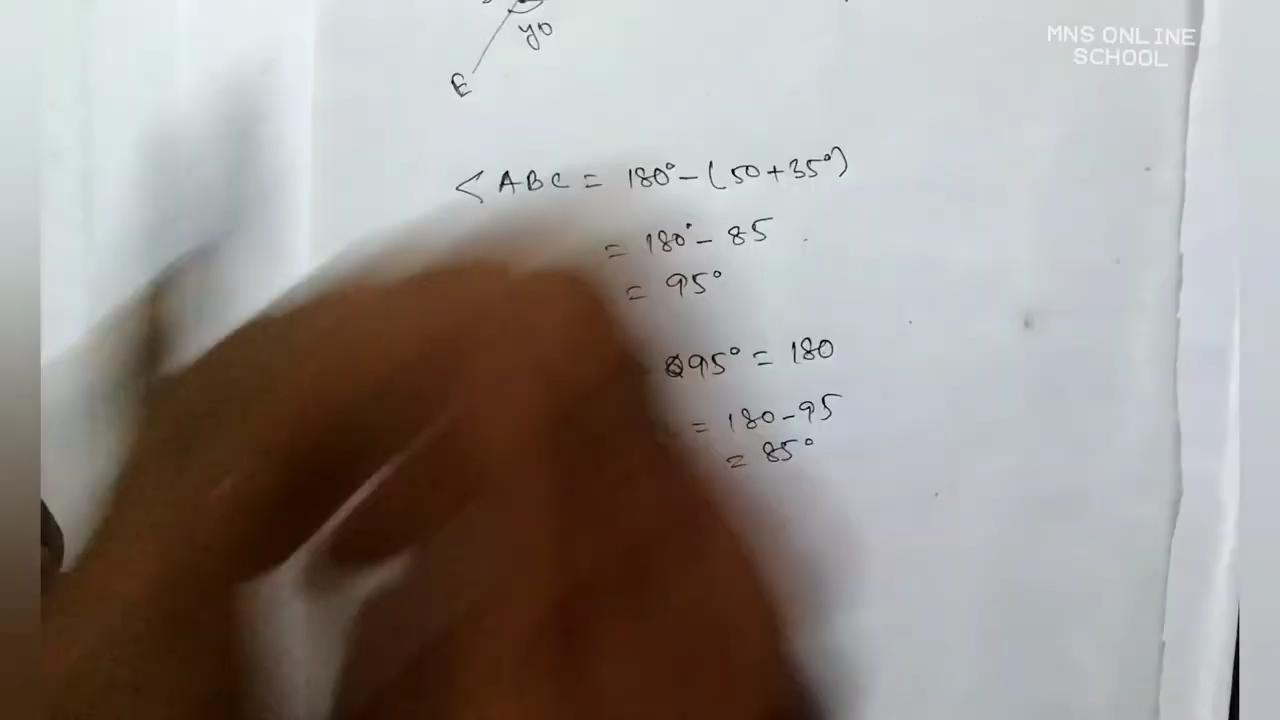 MNS ONLINE
SCHOOL
y0
E
< ABC = 180° - (50 + 35°)
= 180° - 85
= 95°
95° = 180
= 180 - 95
= 85°